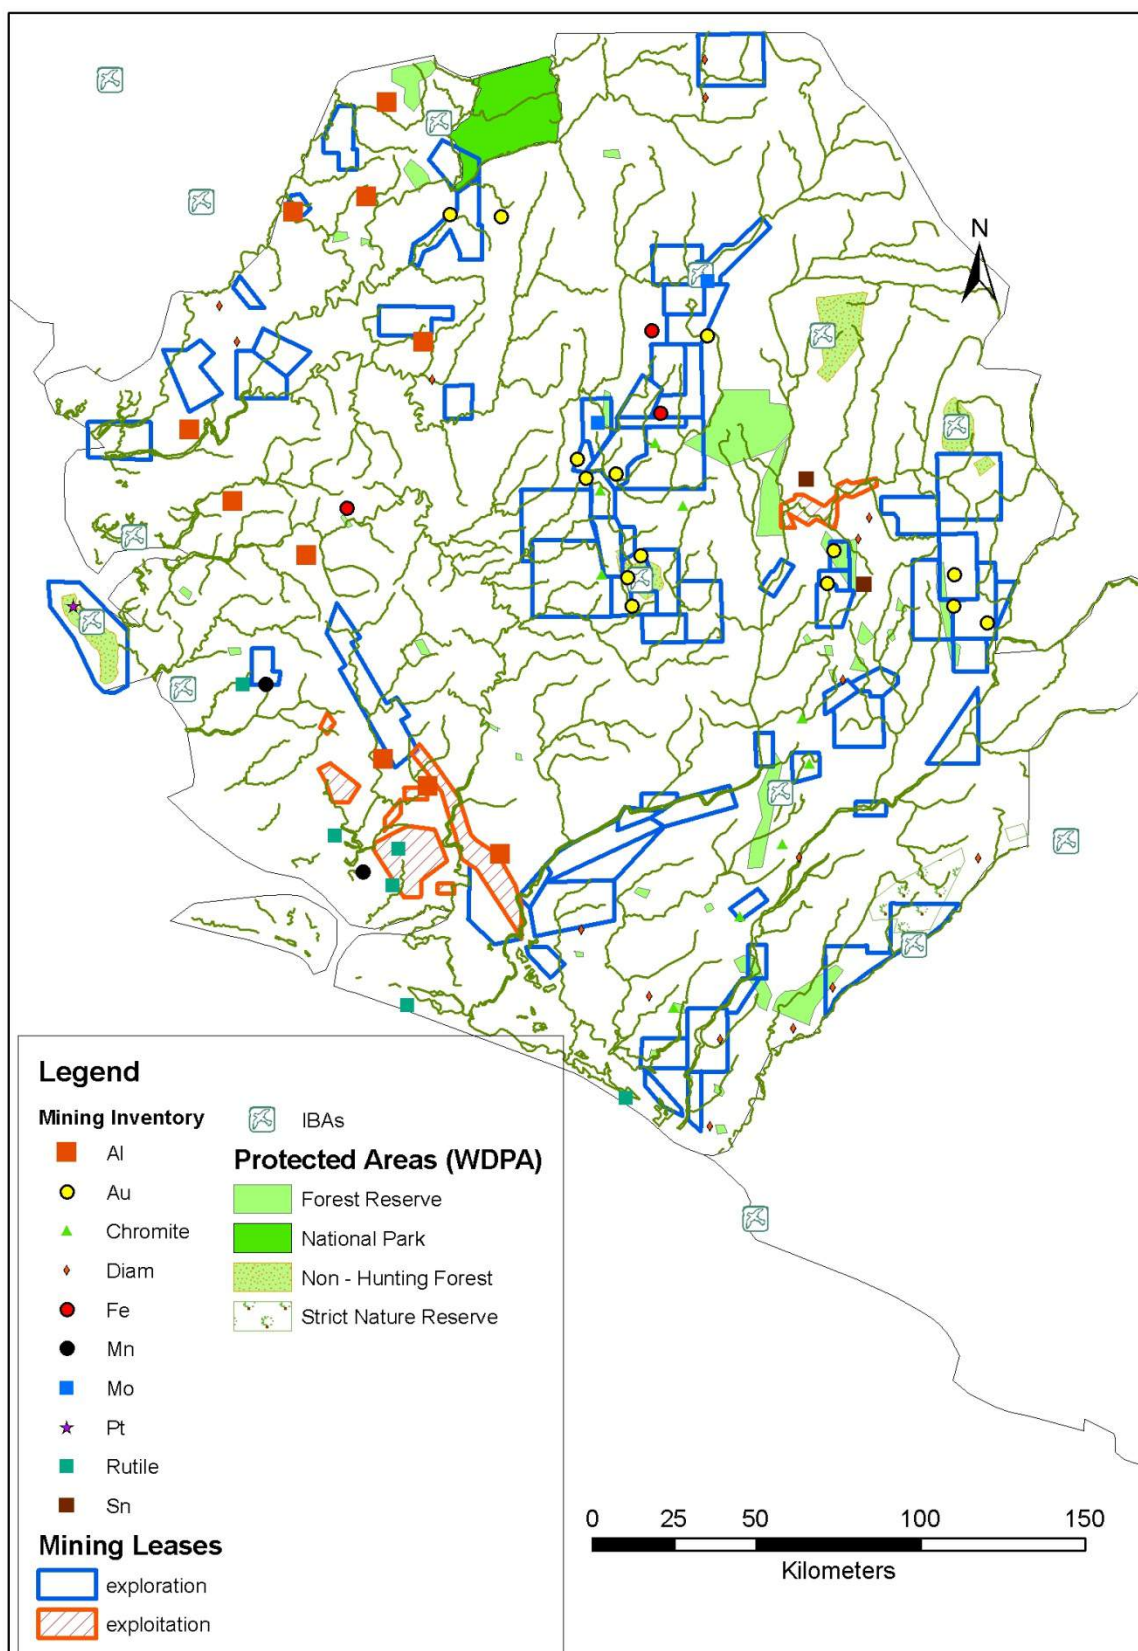 N
Legend
Mining Inventory
Al
Au
Chromite
Diam
Fe
Mn
Mo
Pt
Rutile
Sn
Mining Leases
exploration
exploitation
IBAs
Protected Areas (WDPA)
Forest Reserve
National Park
Non - Hunting Forest
Strict Nature Reserve
0 25 50 100 150
Kilometers